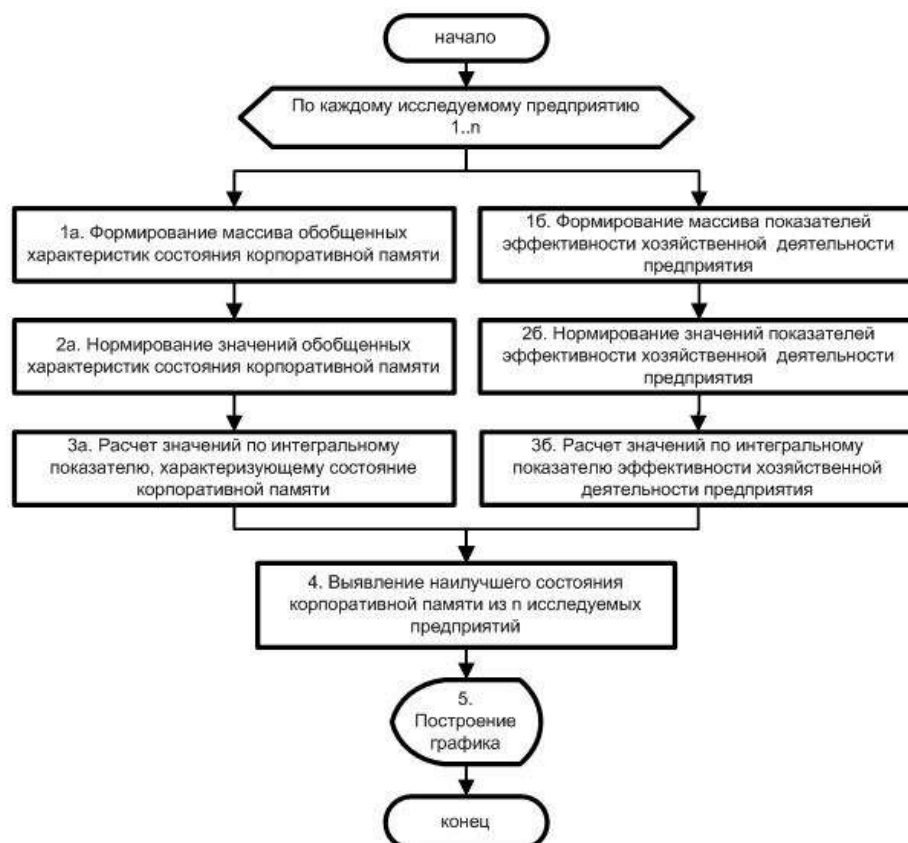 начало
По каждому исследуемому предприятию
1..n
1а. Формирование массива обобщенных
характеристик состояния корпоративной памяти
1б. Формирование массива показателей
эффективности хозяйственной деятельности
предприятия
2а. Нормирование значений обобщенных
характеристик состояния корпоративной памяти
2б. Нормирование значений показателей
эффективности хозяйственной деятельности
предприятия
3а. Расчет значений по интегральному
показателю, характеризующему состояние
корпоративной памяти
3б. Расчет значений по интегральному
показателю эффективности хозяйственной
деятельности предприятия
4. Выявление наилучшего состояния
корпоративной памяти из n исследуемых
предприятий
5.
Построение
графика
конец